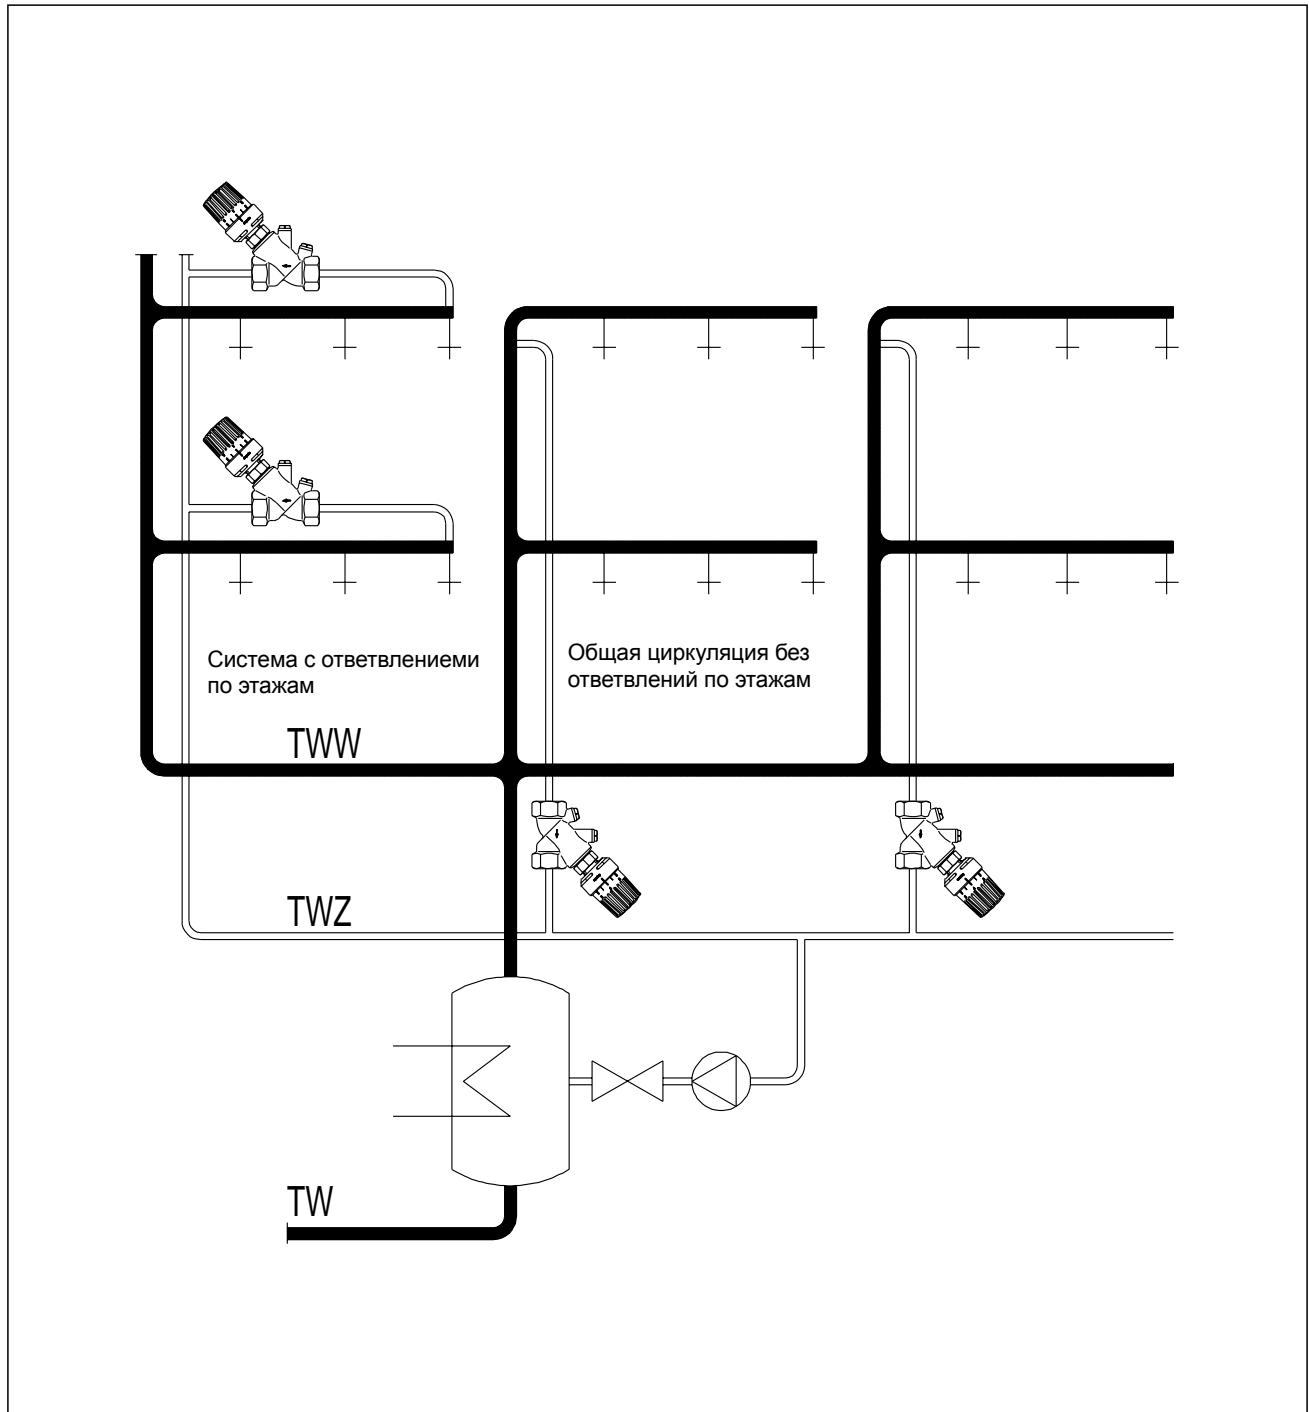 Система с ответвлениеми
по этажам
Общая циркуляция без
ответвлений по этажам
TWW
TWZ
TW